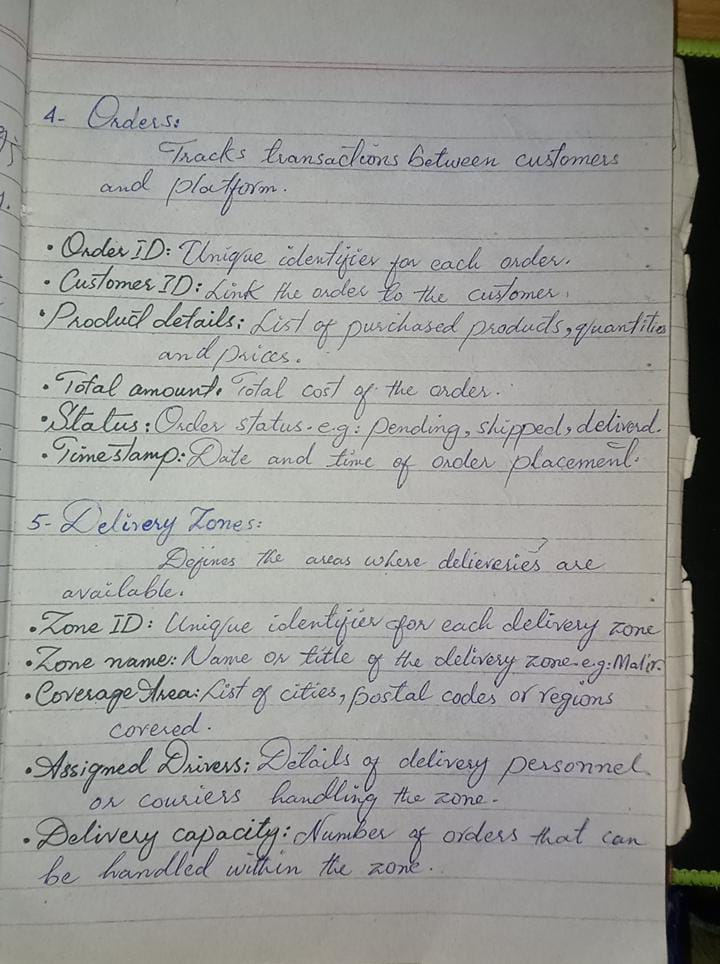 4- Orders:
Tracks transactions between customers
and platform.
• Order ID: Unique identifier for each order.
• Customer ID: Link the order to the customer.
• Product details: List of purchased products, quantities
and prices.
• Total amount. Total cost of the order.
• Status: Order status. e.g: pending, shipped, deliverd.
• Timestamp: Date and time of order placement.
5- Delivery Zones:
Defines the areas where delieveries are
available.
• Zone ID: Unique identifier for each delivery zone
• Zone name: Name or title of the delivery zone. eg: Malir.
• Coverage Area: List of cities, postal codes or regions
covered.
• Assigned Drivers: Details of delivery personnel
or couriers handling the zone.
• Delivery capacity: Number of orders that can
be handled within the zone.